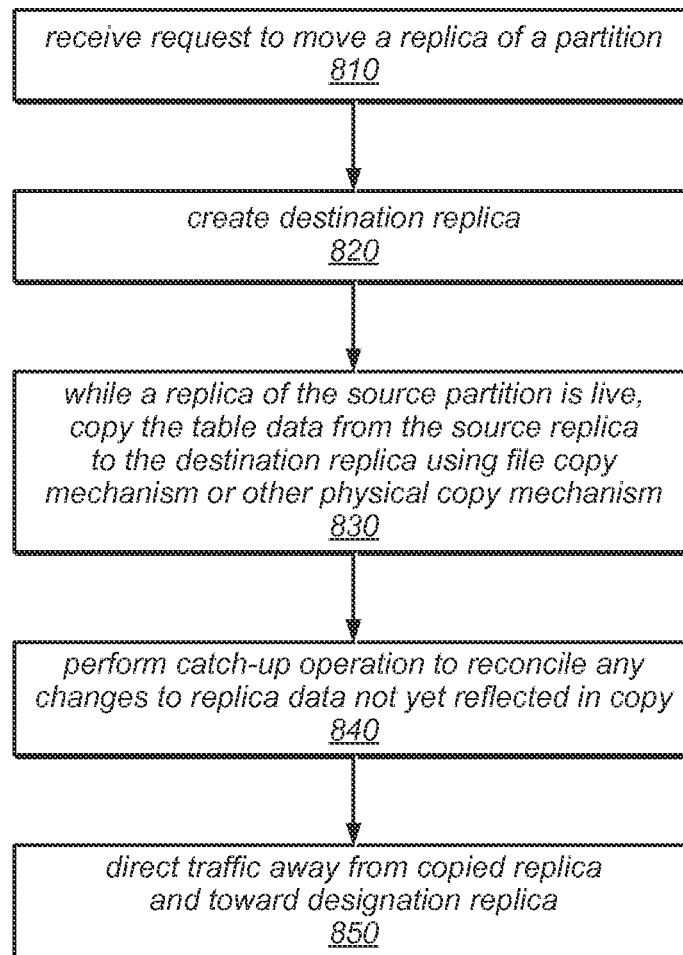 receive request to move a replica of a partition
810
create destination replica
820
while a replica of the source partition is live,
copy the table data from the source replica
to the destination replica using file copy
mechanism or other physical copy mechanism
830
perform catch-up operation to reconcile any
changes to replica data not yet reflected in copy
840
direct traffic away from copied replica
and toward designation replica
850